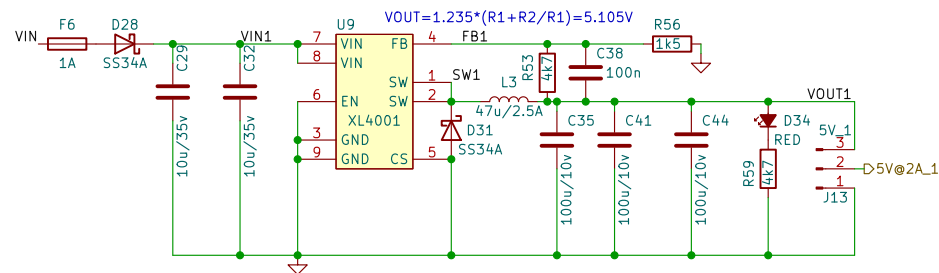 VOUT=1.235*(R1+R2/R1)=5.105V
F6
D28
U9
R56
VIN
VIN1
7
VIN
FB
4
FB1
1A
SS34A
C29
C32
8
VIN
R53
4k7
C38
100n
1k5
SW
1
SW1
L3
6
EN
SW
2
47u/2.5A
VOUT1
XL4001
D31
C35
C41
C44
D34
5V_1
3
GND
SS34A
RED
3
9
GND
CS
5
R59
4k7
2
5V@2A_1
10u/35v
10u/35v
100u/10v
100u/10v
100u/10v
1
J13